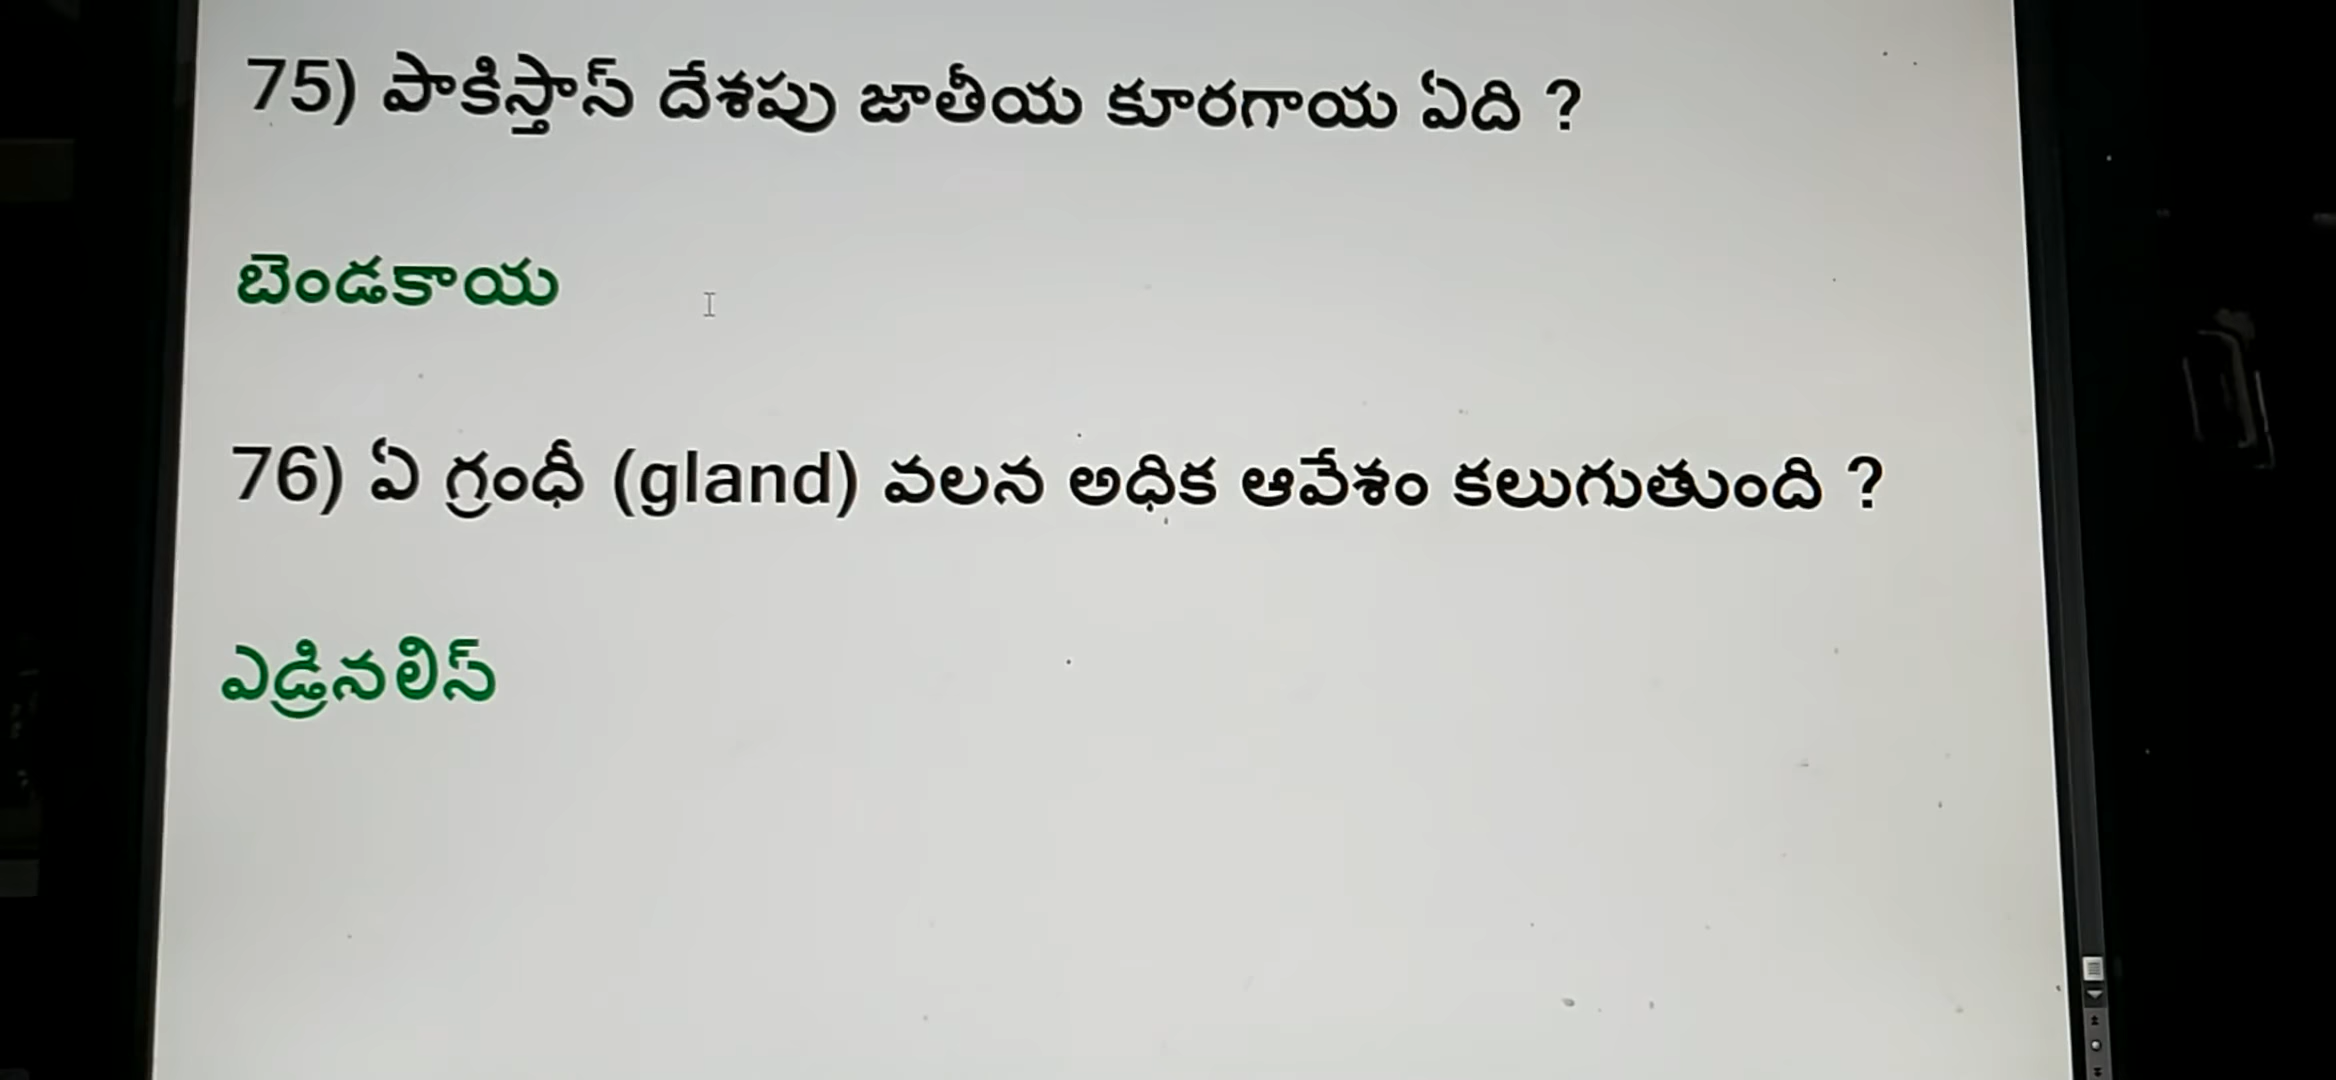 75) పాకిస్తాన్ దేశపు జాతీయ కూరగాయ ఏది ?
బెండకాయ
76) ఏ గ్రంధీ (gland) వలన అధిక ఆవేశం కలుగుతుంది ?
ఎడ్రినలిన్